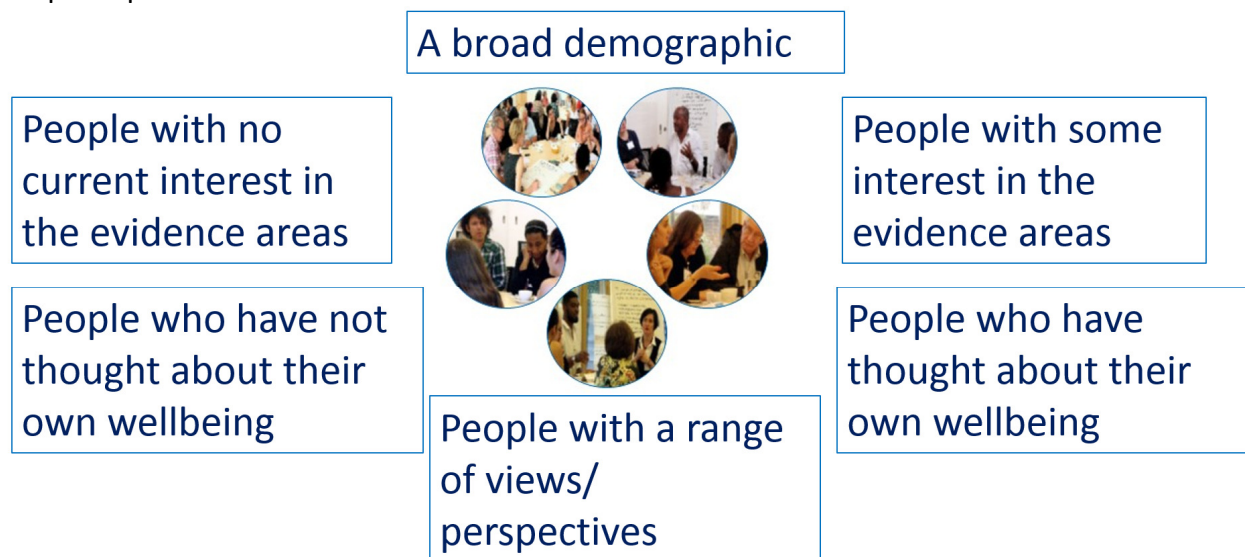 A broad demographic
People with no
current interest in
the evidence areas
People with some
interest in the
evidence areas
People who have not
thought about their
own wellbeing
People who have
thought about their
own wellbeing
People with a range
of views/
perspectives